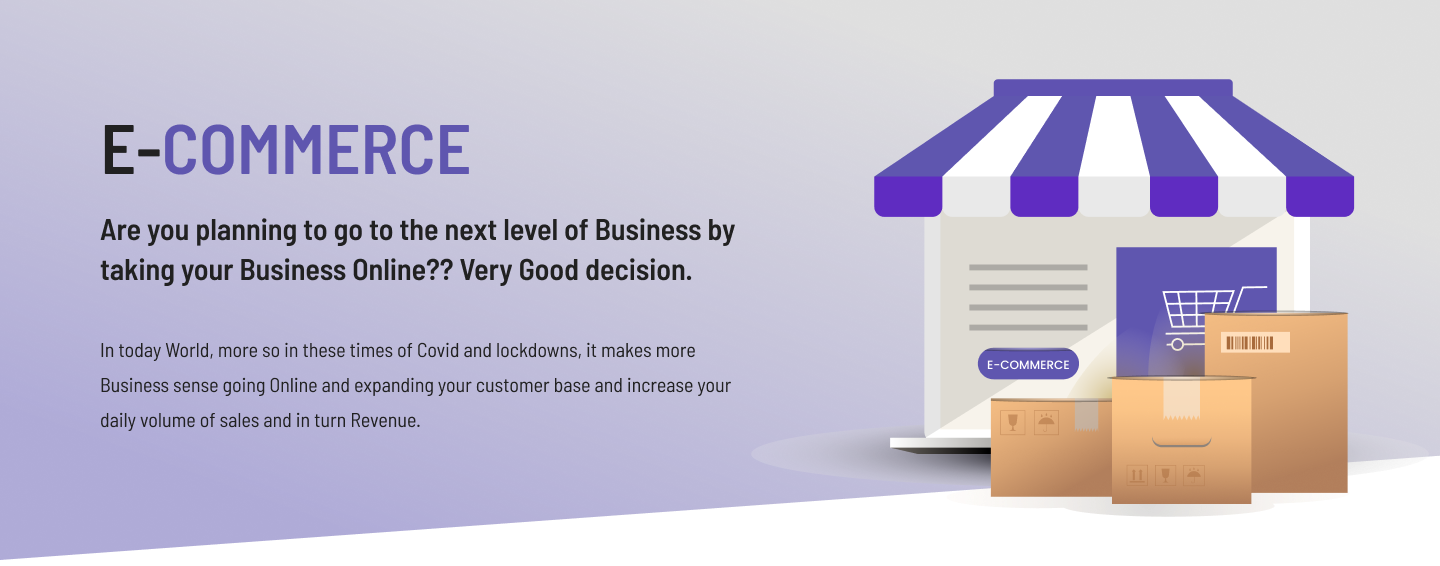 E-COMMERCE
Are you planning to go to the next level of Business by
taking your Business Online?? Very Good decision.
In today World, more so in these times of Covid and lockdowns, it makes more
Business sense going Online and expanding your customer base and increase your
daily volume of sales and in turn Revenue.
E-COMMERCE